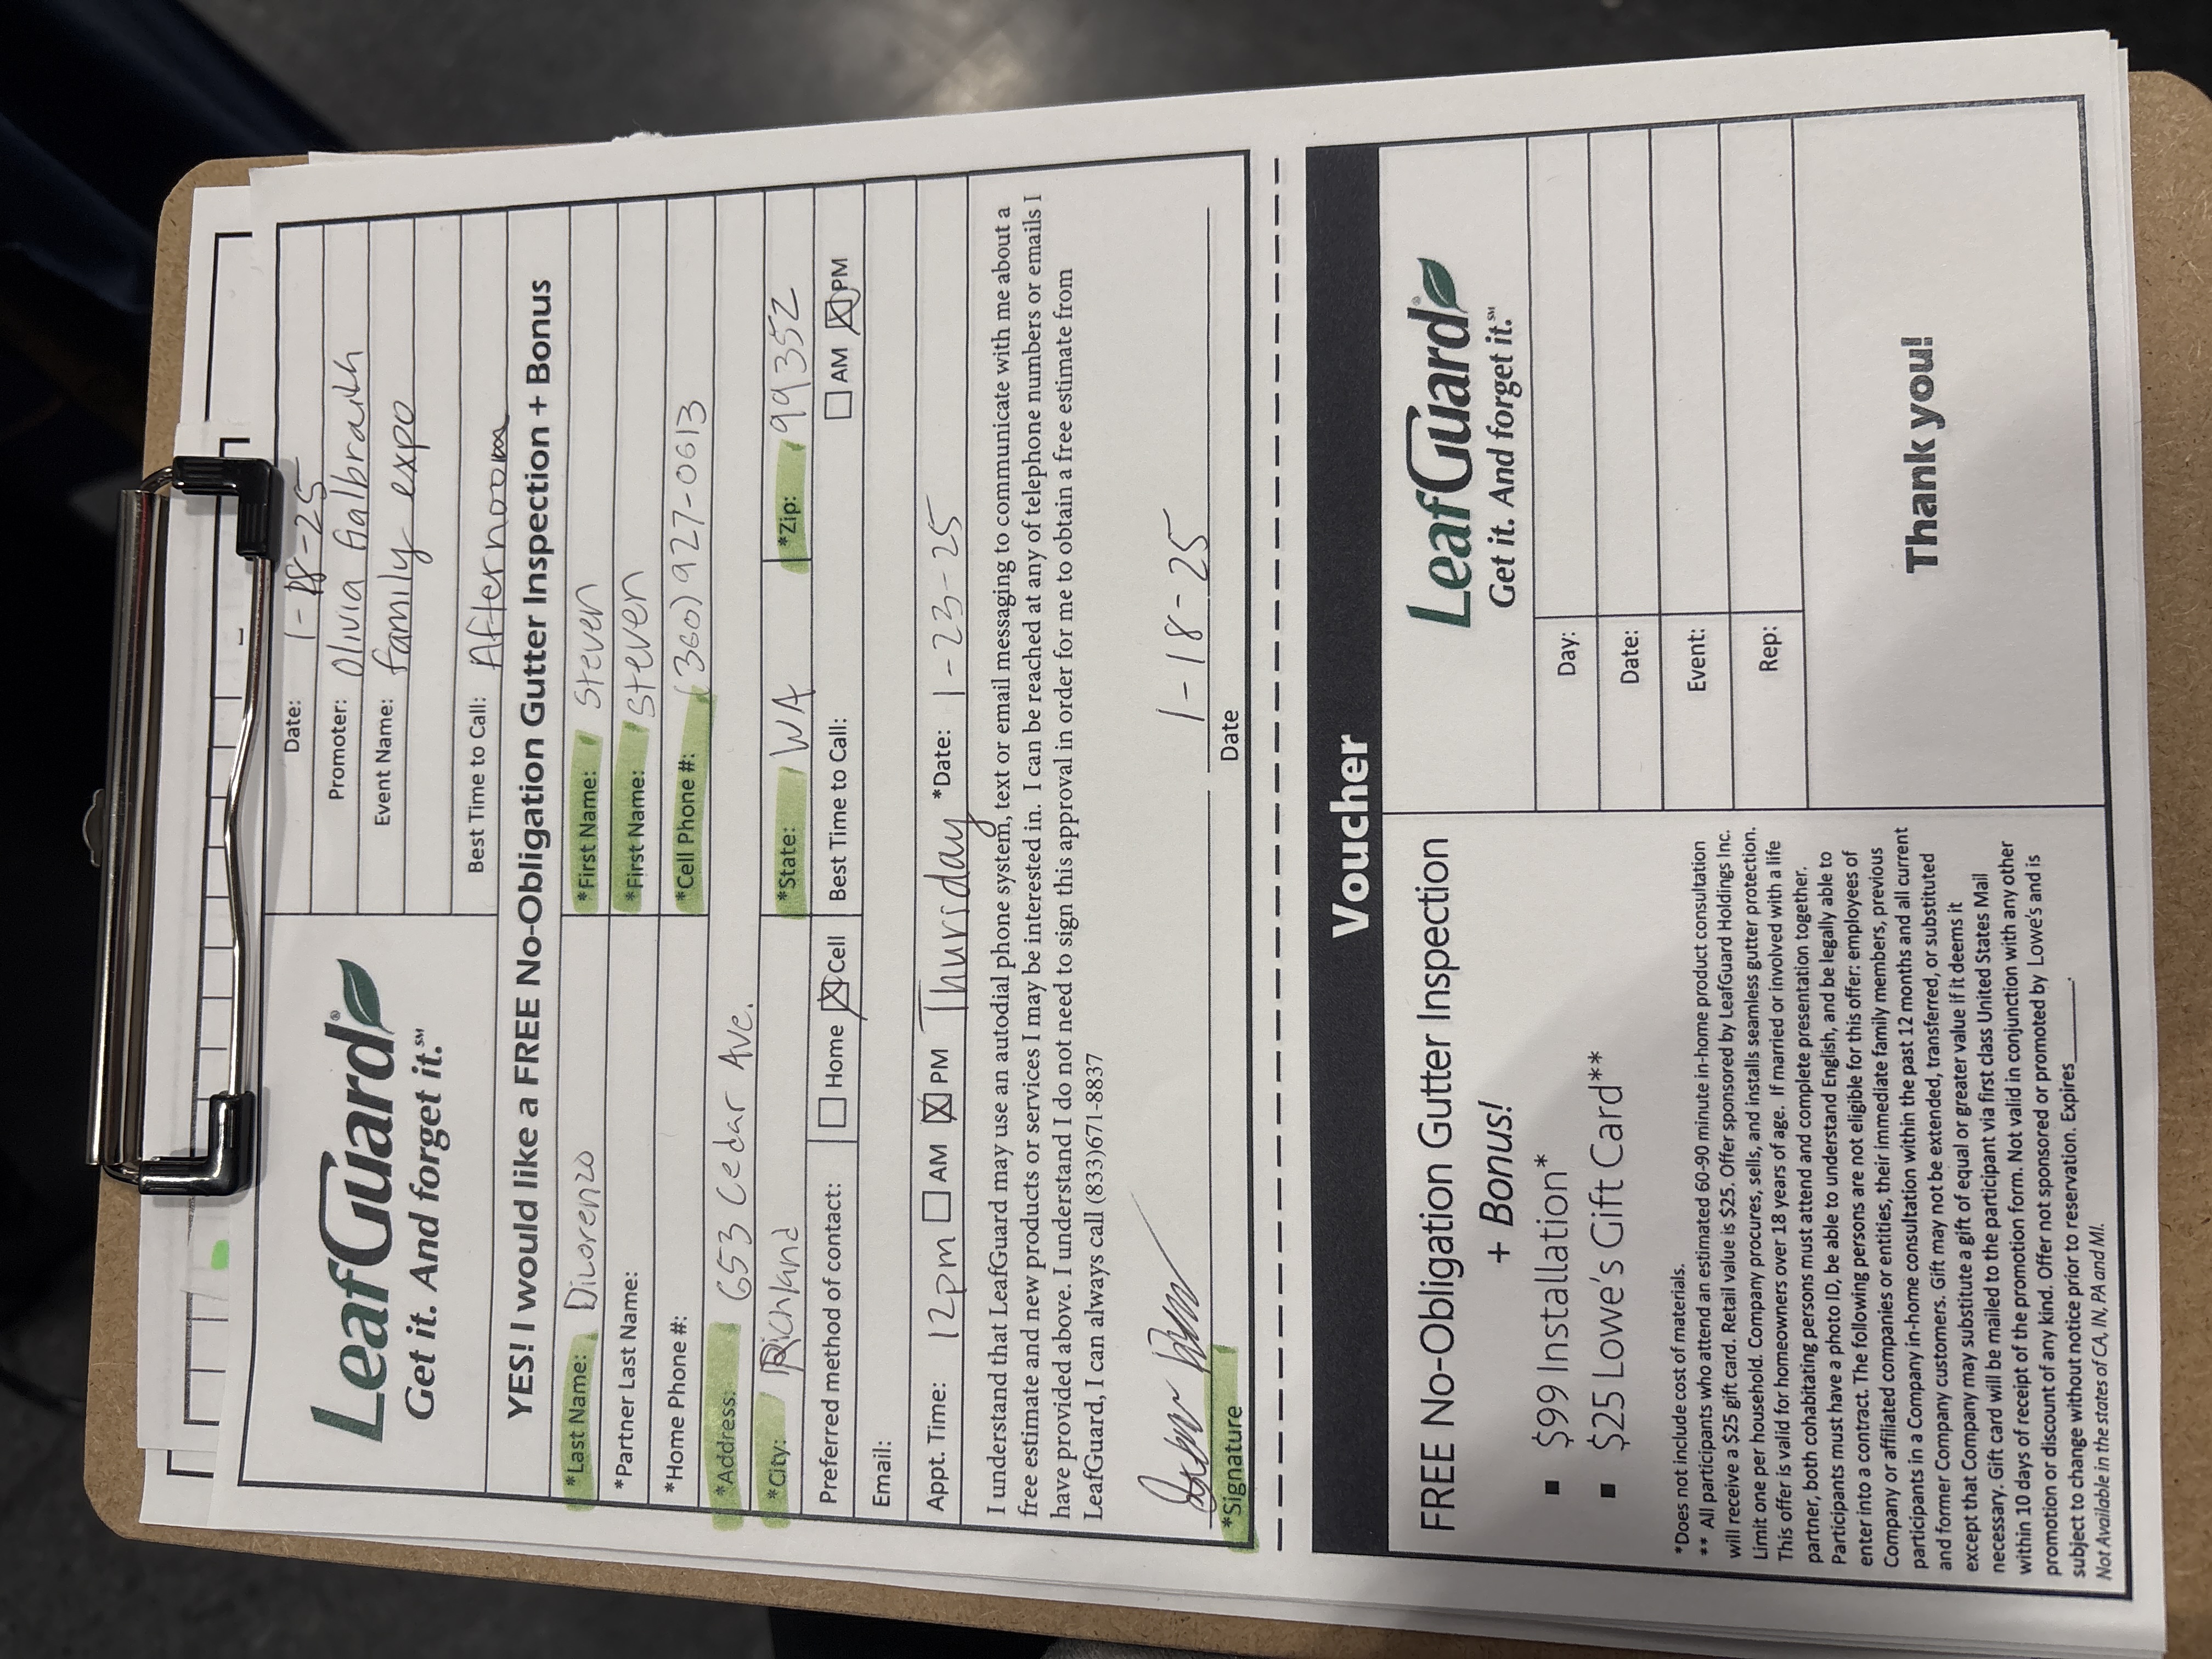 Date: 1-18-25
LeafGuard®
Get it. And forget it.℠
Promoter: Olivia Galbraith
Event Name: family expo
Best Time to Call: Afternoon
YES! I would like a FREE No-Obligation Gutter Inspection + Bonus
*Last Name: DiLorenzo *First Name: Steven
*Partner Last Name: *First Name: Steven
*Home Phone #: *Cell Phone #: (360) 927-0613
*Address: 653 Cedar Ave.
*City: Richland *State: WA *Zip: 99352
Preferred method of contact: ☐ Home ☒ Cell Best Time to Call: ☐ AM ☒ PM
Email:
Appt. Time: 12pm ☐ AM ☒ PM Thursday *Date: 1-23-25
I understand that LeafGuard may use an autodial phone system, text or email messaging to communicate with me about a
free estimate and new products or services I may be interested in. I can be reached at any of telephone numbers or emails I
have provided above. I understand I do not need to sign this approval in order for me to obtain a free estimate from
LeafGuard, I can always call (833)671-8837
1-18-25
*Signature Date
Voucher
FREE No-Obligation Gutter Inspection
+ Bonus!
▪ $99 Installation*
▪ $25 Lowe's Gift Card**
*Does not include cost of materials.
** All participants who attend an estimated 60-90 minute in-home product consultation
will receive a $25 gift card. Retail value is $25. Offer sponsored by LeafGuard Holdings Inc.
Limit one per household. Company procures, sells, and installs seamless gutter protection.
This offer is valid for homeowners over 18 years of age. If married or involved with a life
partner, both cohabitating persons must attend and complete presentation together.
Participants must have a photo ID, be able to understand English, and be legally able to
enter into a contract. The following persons are not eligible for this offer: employees of
Company or affiliated companies or entities, their immediate family members, previous
participants in a Company in-home consultation within the past 12 months and all current
and former Company customers. Gift may not be extended, transferred, or substituted
except that Company may substitute a gift of equal or greater value if it deems it
necessary. Gift card will be mailed to the participant via first class United States Mail
within 10 days of receipt of the promotion form. Not valid in conjunction with any other
promotion or discount of any kind. Offer not sponsored or promoted by Lowe's and is
subject to change without notice prior to reservation. Expires________.
Not Available in the states of CA, IN, PA and MI.
LeafGuard®
Get it. And forget it.℠
Day:
Date:
Event:
Rep:
Thank you!